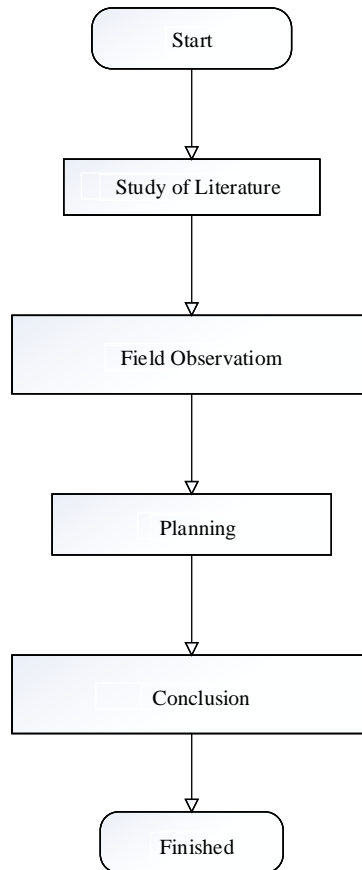 Start
Study of Literature
Field Observatiom
Planning
Conclusion
Finished